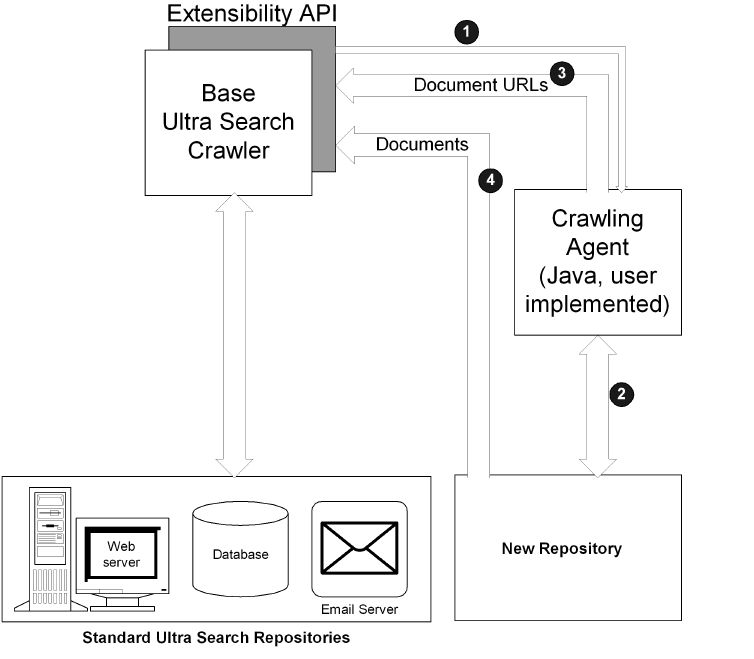 Extensibility API
1
3
Document URLs
Base
Ultra Search
Crawler
Documents
4
Crawling
Agent
(Java, user
implemented)
2
Web
server
Database
Email Server
New Repository
Standard Ultra Search Repositories